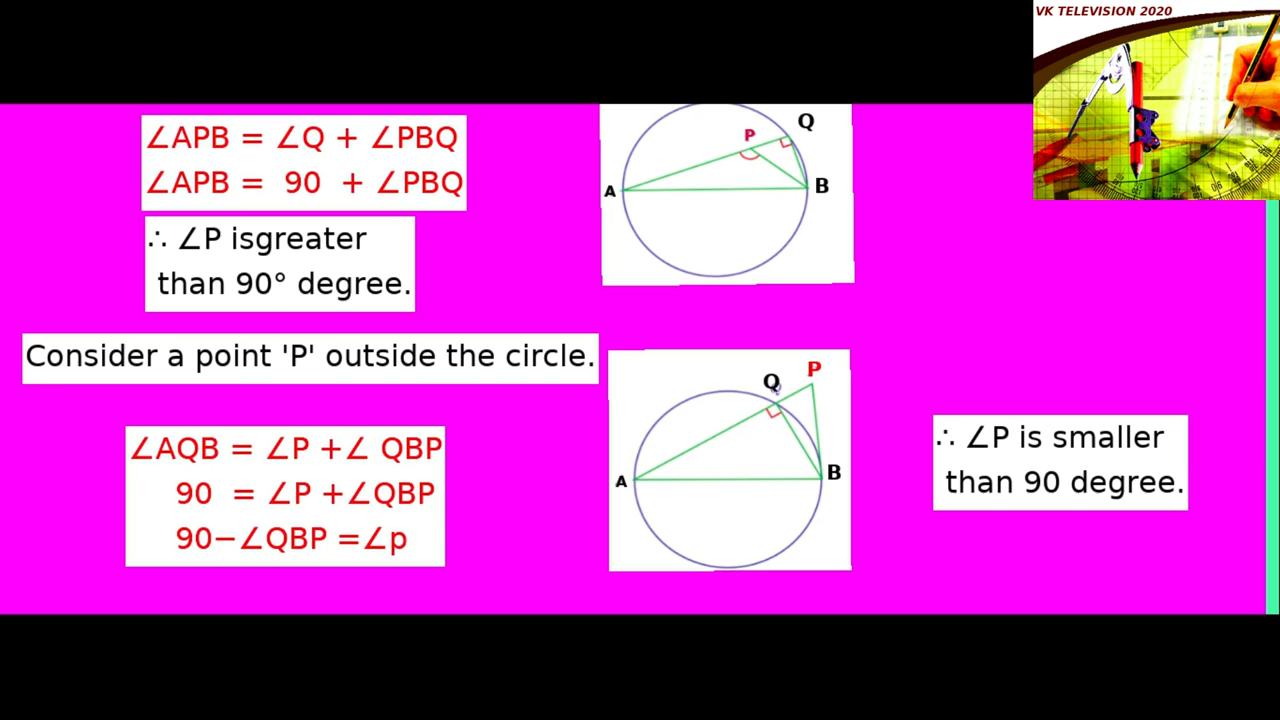 VK TELEVISION 2020
∠APB = ∠Q + ∠PBQ
∠APB = 90 + ∠PBQ
∴ ∠P isgreater
than 90° degree.
P
Q
A
B
Consider a point 'P' outside the circle.
∠AQB = ∠P +∠ QBP
90 = ∠P +∠QBP
90−∠QBP =∠p
Q
P
A
B
∴ ∠P is smaller
than 90 degree.